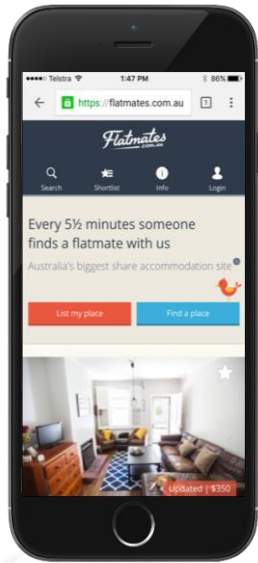 Telstra 1:47 PM 86%
https://flatmates.com.au 1
Flatmates
.com.au
Search Shortlist Info Login
Every 5½ minutes someone
finds a flatmate with us
Australia's biggest share accommodation site
List my place Find a place
Updated | $350